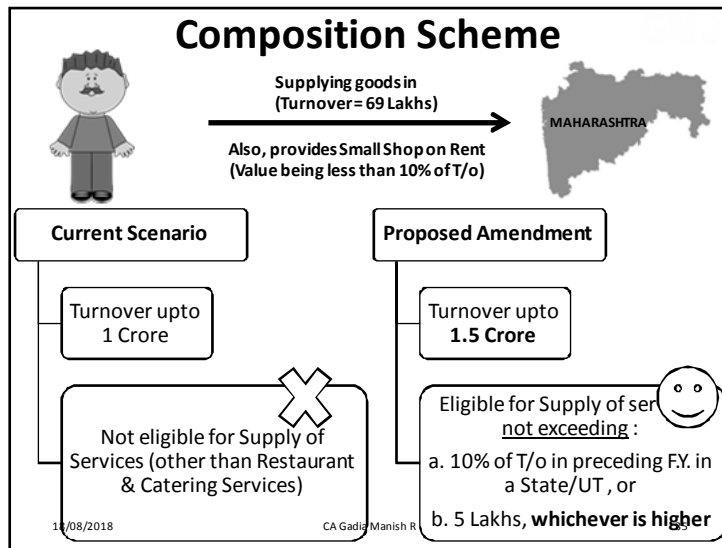 Composition Scheme
Supplying goods in
(Turnover = 69 Lakhs)
MAHARASHTRA
Also, provides Small Shop on Rent
(Value being less than 10% of T/o)
Current Scenario
Turnover upto
1 Crore
Not eligible for Supply of
Services (other than Restaurant
& Catering Services)
Proposed Amendment
Turnover upto
1.5 Crore
Eligible for Supply of
not exceeding :
a. 10% of T/o in preceding F.Y. in
a State/UT , or
b. 5 Lakhs, whichever is higher
18/08/2018
CA Gadia Manish R